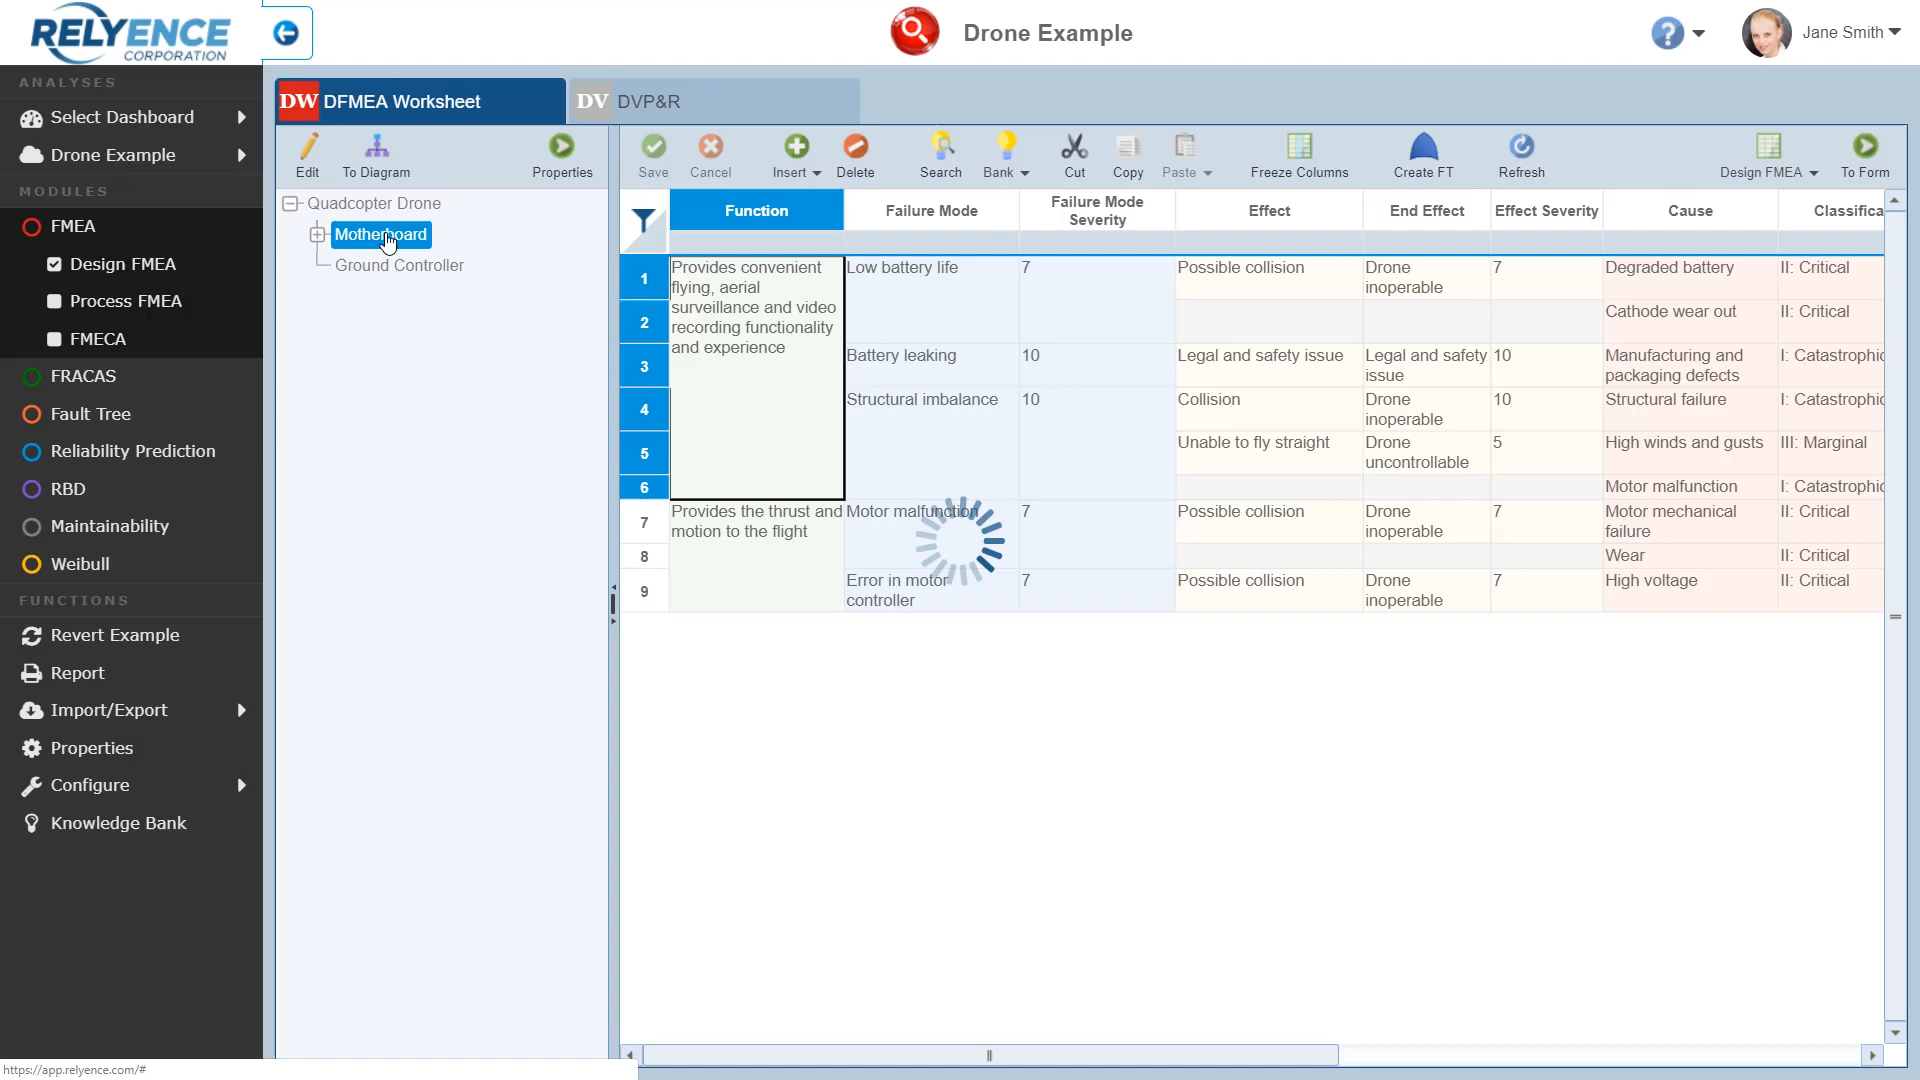 RELYENCE
CORPORATION
Drone Example
?
Jane Smith
ANALYSES
Select Dashboard
Drone Example
MODULES
FMEA
Design FMEA
Process FMEA
FMECA
FRACAS
Fault Tree
Reliability Prediction
RBD
Maintainability
Weibull
FUNCTIONS
Revert Example
Report
Import/Export
Properties
Configure
Knowledge Bank
https://app.relyence.com/#
DW DFMEA Worksheet
DV DVP&R
Edit
To Diagram
Properties
Quadcopter Drone
Motherboard
Ground Controller
Save
Cancel
Insert
Delete
Search
Bank
Cut
Copy
Paste
Freeze Columns
Create FT
Refresh
Design FMEA
To Form
Function
Failure Mode
Failure Mode
Severity
Effect
End Effect
Effect Severity
Cause
Classifica
1
Provides convenient
flying, aerial
surveillance and video
recording functionality
and experience
Low battery life
7
Possible collision
Drone
inoperable
7
Degraded battery
II: Critical
2
Cathode wear out
II: Critical
3
Battery leaking
10
Legal and safety issue
Legal and safety
issue
10
Manufacturing and
packaging defects
I: Catastrophic
4
Structural imbalance
10
Collision
Drone
inoperable
10
Structural failure
I: Catastrophic
5
Unable to fly straight
Drone
uncontrollable
5
High winds and gusts
III: Marginal
6
Motor malfunction
I: Catastrophic
7
Provides the thrust and
motion to the flight
Motor malfunction
7
Possible collision
Drone
inoperable
7
Motor mechanical
failure
II: Critical
8
Wear
II: Critical
9
Error in motor
controller
7
Possible collision
Drone
inoperable
7
High voltage
II: Critical